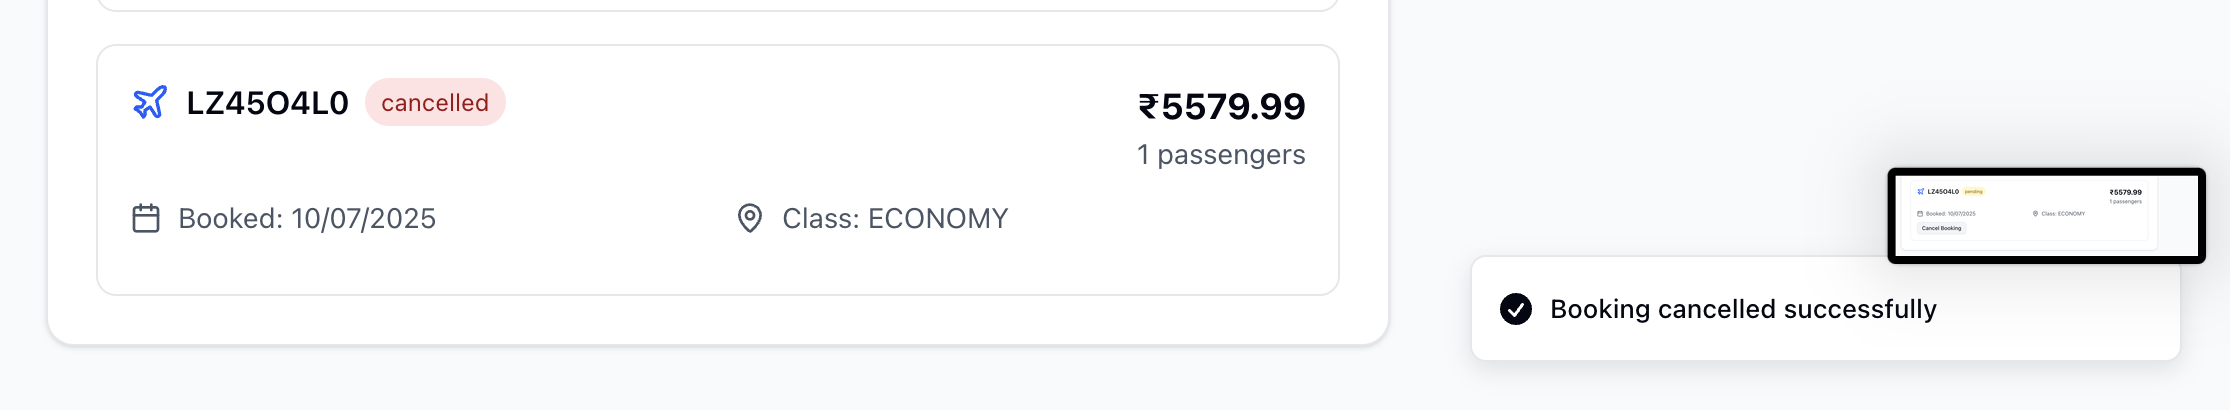 LZ45O4L0 cancelled
₹5579.99
1 passengers
Booked: 10/07/2025
Class: ECONOMY
LZ45O4L0 pending
₹5579.99
1 passengers
Booked: 10/07/2025
Class: ECONOMY
Cancel Booking
Booking cancelled successfully